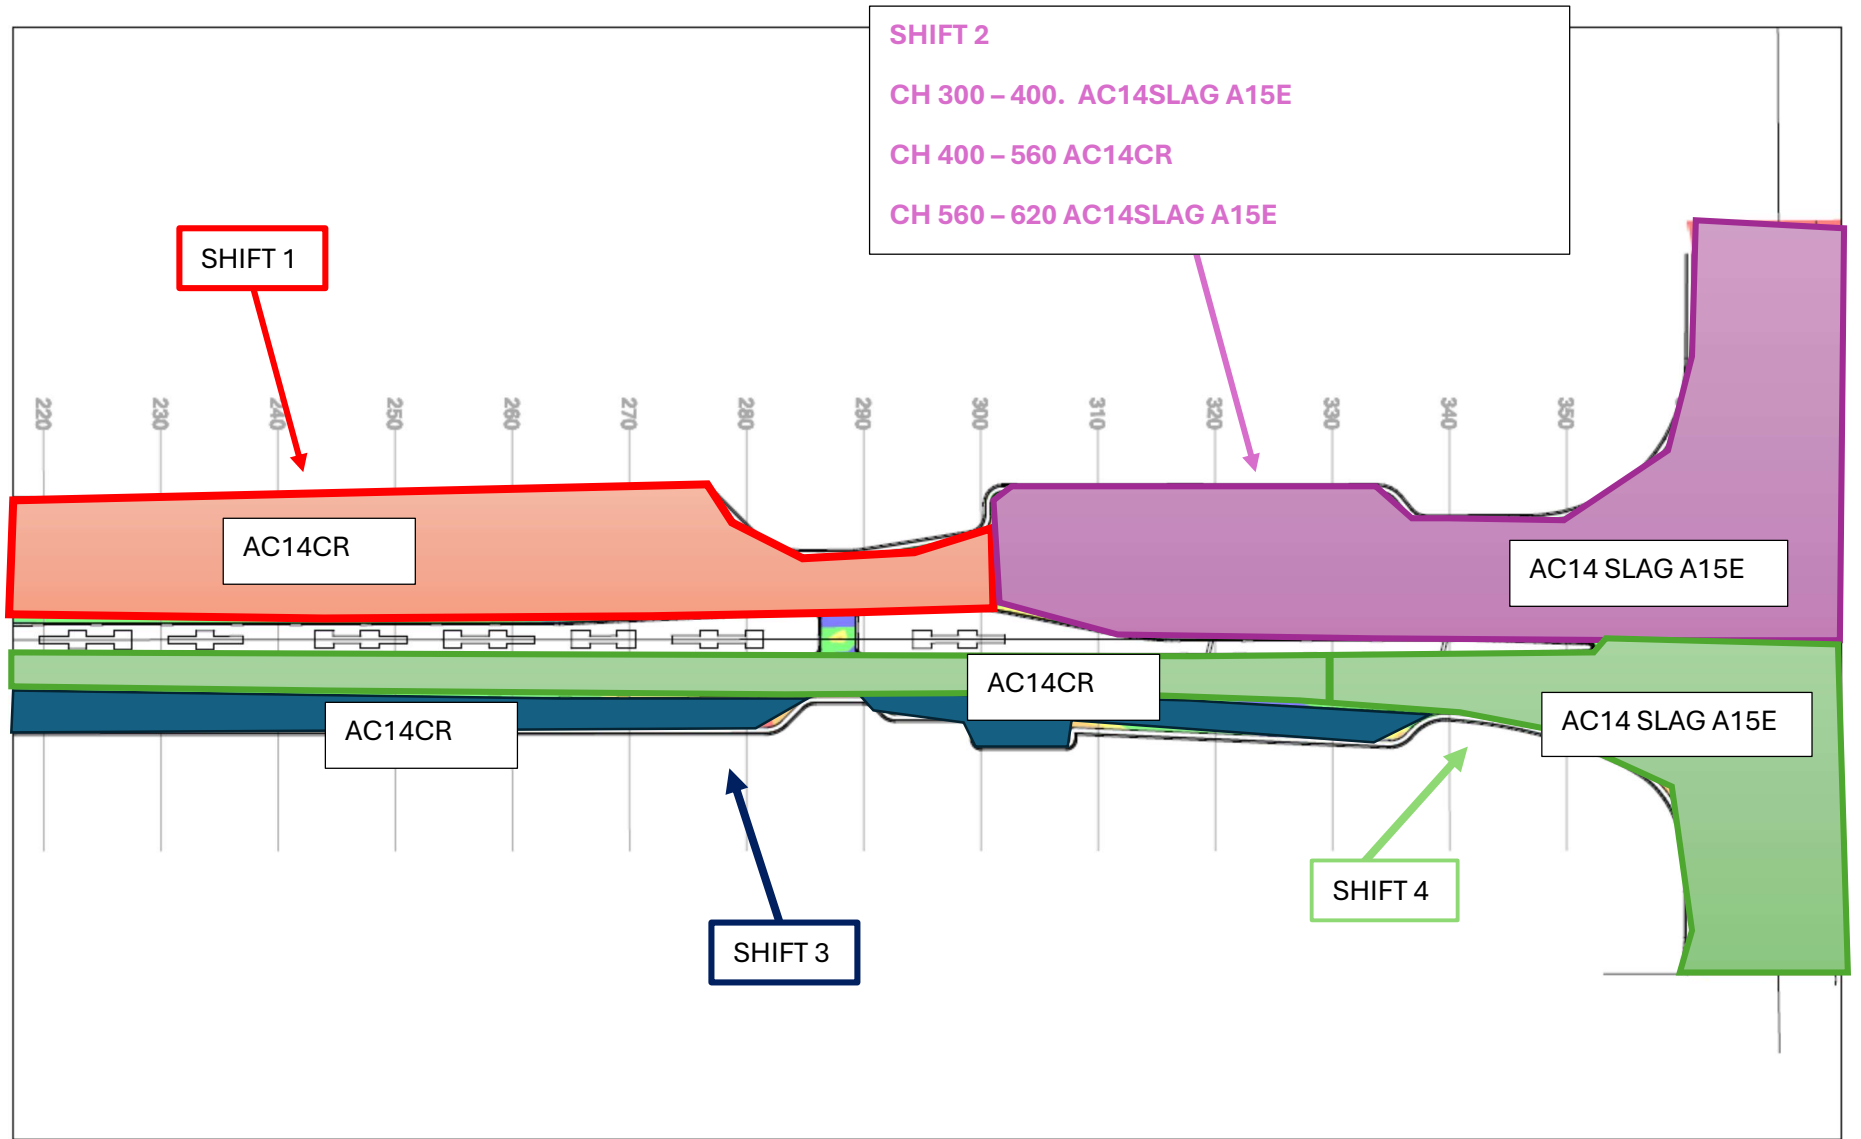 SHIFT 2
CH 300 – 400. AC14SLAG A15E
CH 400 – 560 AC14CR
CH 560 – 620 AC14SLAG A15E
SHIFT 1
220
230
240
250
260
270
280
290
300
310
320
330
340
350
AC14CR
AC14 SLAG A15E
AC14CR
AC14CR
AC14 SLAG A15E
SHIFT 4
SHIFT 3